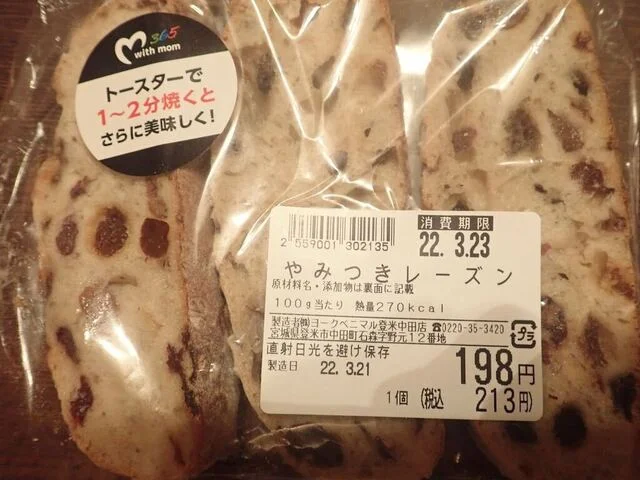 365
with mom
トースターで
1～2分焼くと
さらに美味しく!
2 559001 302135
消費期限
22. 3.23
やみつきレーズン
原材料名・添加物は裏面に記載
100g当たり 熱量270kcal
製造者㈱ヨークベニマル登米中田店 ☎0220-35-3420
宮城県登米市中田町石森字野元12番地
プラ
直射日光を避け保存
製造日 22. 3.21
198円
1個 (税込 213円)